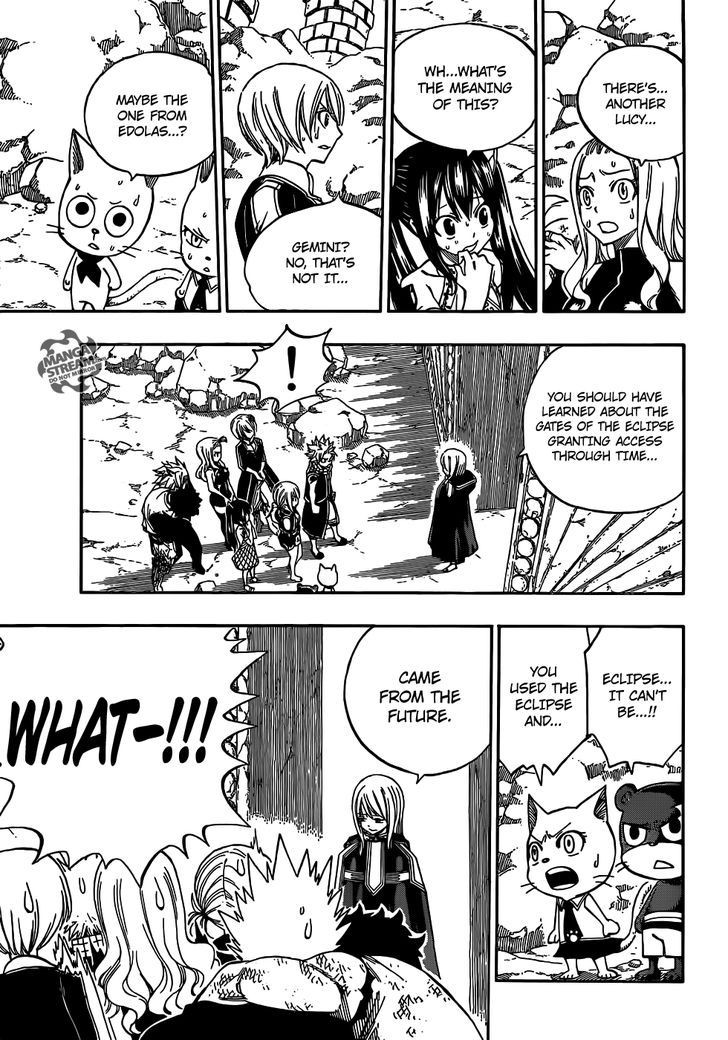 THERE'S...
ANOTHER
LUCY...
WH...WHAT'S
THE MEANING
OF THIS?
GEMINI?
NO, THAT'S
NOT IT...
MAYBE THE
ONE FROM
EDOLAS...?
MANGA
STREAM
DO NOT MIRROR
!
YOU SHOULD HAVE
LEARNED ABOUT THE
GATES OF THE ECLIPSE
GRANTING ACCESS
THROUGH TIME...
ECLIPSE...
IT CAN'T
BE...!!
YOU
USED THE
ECLIPSE
AND...
CAME
FROM THE
FUTURE.
WHAT-!!!